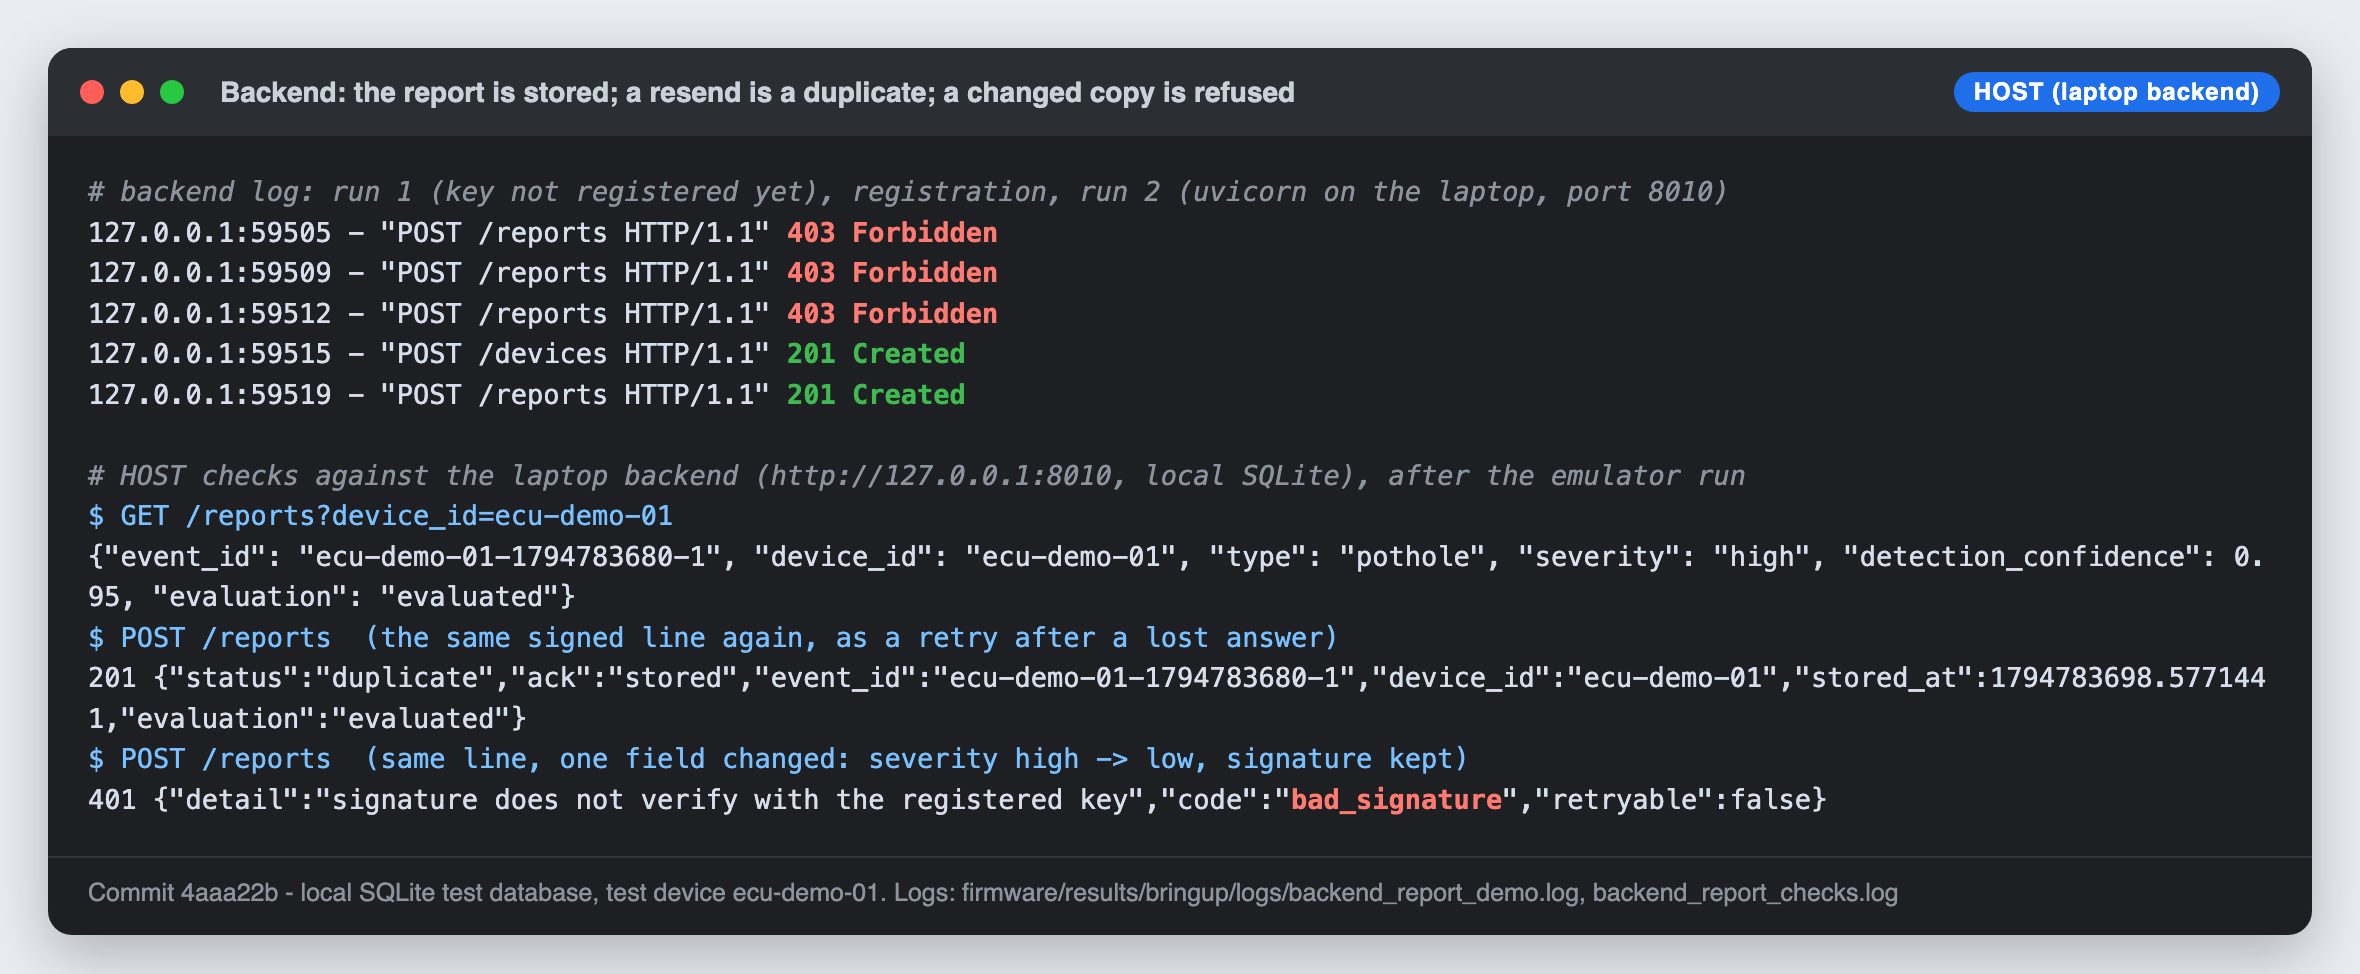 Backend: the report is stored; a resend is a duplicate; a changed copy is refused
HOST (laptop backend)
# backend log: run 1 (key not registered yet), registration, run 2 (uvicorn on the laptop, port 8010)
127.0.0.1:59505 – "POST /reports HTTP/1.1" 403 Forbidden
127.0.0.1:59509 – "POST /reports HTTP/1.1" 403 Forbidden
127.0.0.1:59512 – "POST /reports HTTP/1.1" 403 Forbidden
127.0.0.1:59515 – "POST /devices HTTP/1.1" 201 Created
127.0.0.1:59519 – "POST /reports HTTP/1.1" 201 Created
# HOST checks against the laptop backend (http://127.0.0.1:8010, local SQLite), after the emulator run
$ GET /reports?device_id=ecu-demo-01
{"event_id": "ecu-demo-01-1794783680-1", "device_id": "ecu-demo-01", "type": "pothole", "severity": "high", "detection_confidence": 0.
95, "evaluation": "evaluated"}
$ POST /reports  (the same signed line again, as a retry after a lost answer)
201 {"status":"duplicate","ack":"stored","event_id":"ecu-demo-01-1794783680-1","device_id":"ecu-demo-01","stored_at":1794783698.577144
1,"evaluation":"evaluated"}
$ POST /reports  (same line, one field changed: severity high -> low, signature kept)
401 {"detail":"signature does not verify with the registered key","code":"bad_signature","retryable":false}
Commit 4aaa22b - local SQLite test database, test device ecu-demo-01. Logs: firmware/results/bringup/logs/backend_report_demo.log, backend_report_checks.log